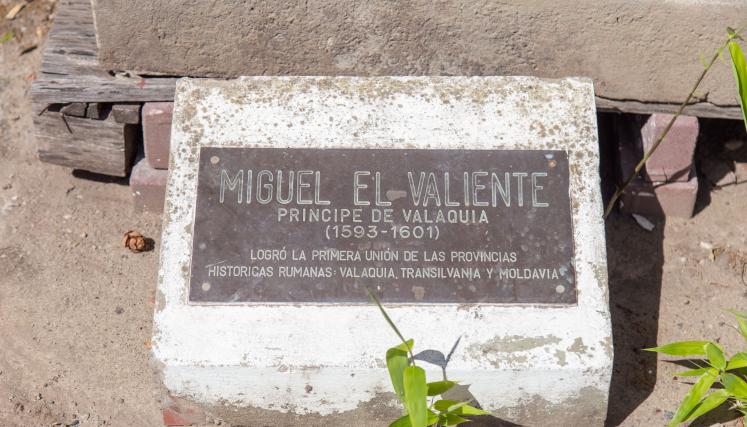 MIGUEL EL VALIENTE
PRINCIPE DE VALAQUIA
(1593-1601)
LOGRÓ LA PRIMERA UNIÓN DE LAS PROVINCIAS
HISTORICAS RUMANAS: VALAQUIA, TRANSILVANIA Y MOLDAVIA